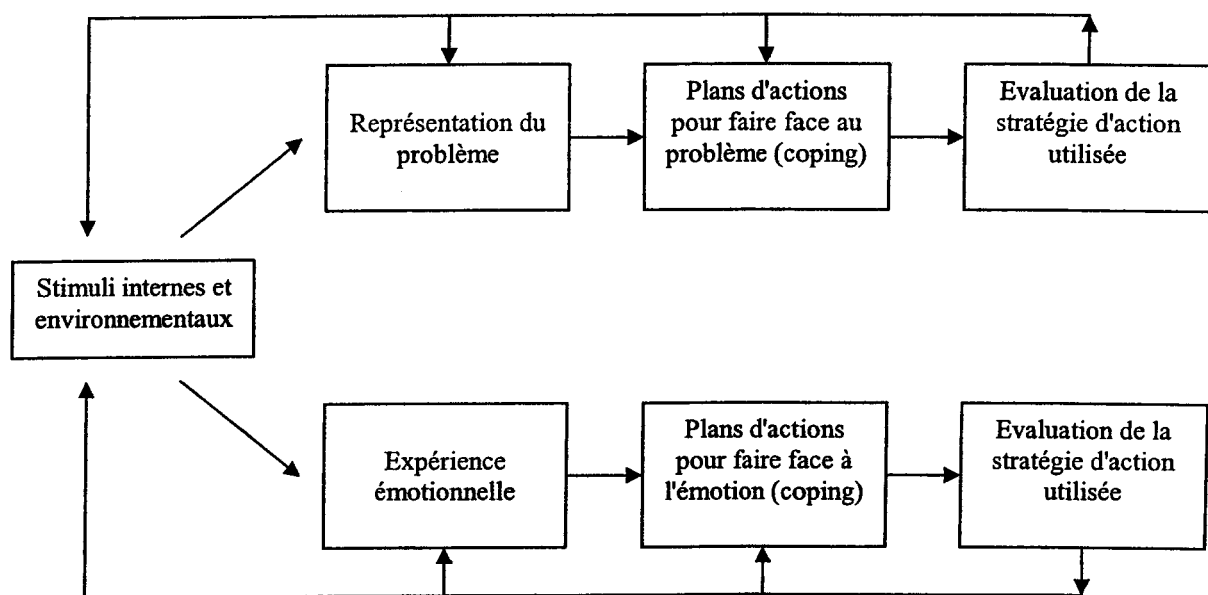 Représentation du
problème
Plans d'actions
pour faire face au
problème (coping)
Evaluation de la
stratégie d'action
utilisée
Stimuli internes et
environnementaux
Expérience
émotionnelle
Plans d'actions
pour faire face à
l'émotion (coping)
Evaluation de la
stratégie d'action
utilisée